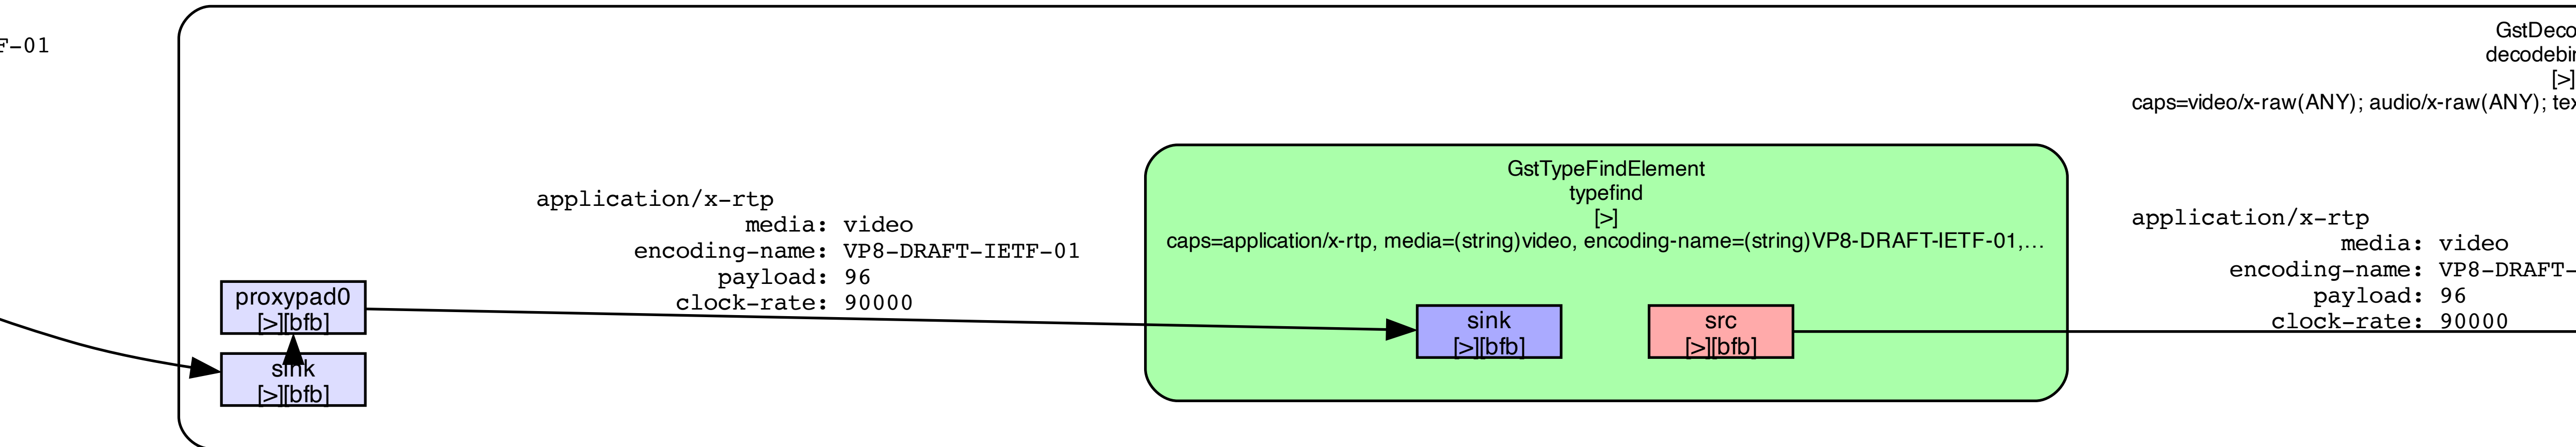 F-01
GstDeco
decodebin
[>]
caps=video/x-raw(ANY); audio/x-raw(ANY); tex
application/x-rtp
media: video
encoding-name: VP8-DRAFT-IETF-01
payload: 96
clock-rate: 90000
proxypad0
[>][bfb]
sink
[>][bfb]
GstTypeFindElement
typefind
[>]
caps=application/x-rtp, media=(string)video, encoding-name=(string)VP8-DRAFT-IETF-01,…
sink
[>][bfb]
src
[>][bfb]
application/x-rtp
media: video
encoding-name: VP8-DRAFT-
payload: 96
clock-rate: 90000